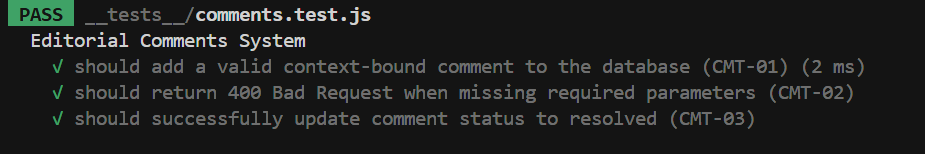 PASS __tests__/comments.test.js
Editorial Comments System
√ should add a valid context-bound comment to the database (CMT-01) (2 ms)
√ should return 400 Bad Request when missing required parameters (CMT-02)
√ should successfully update comment status to resolved (CMT-03)